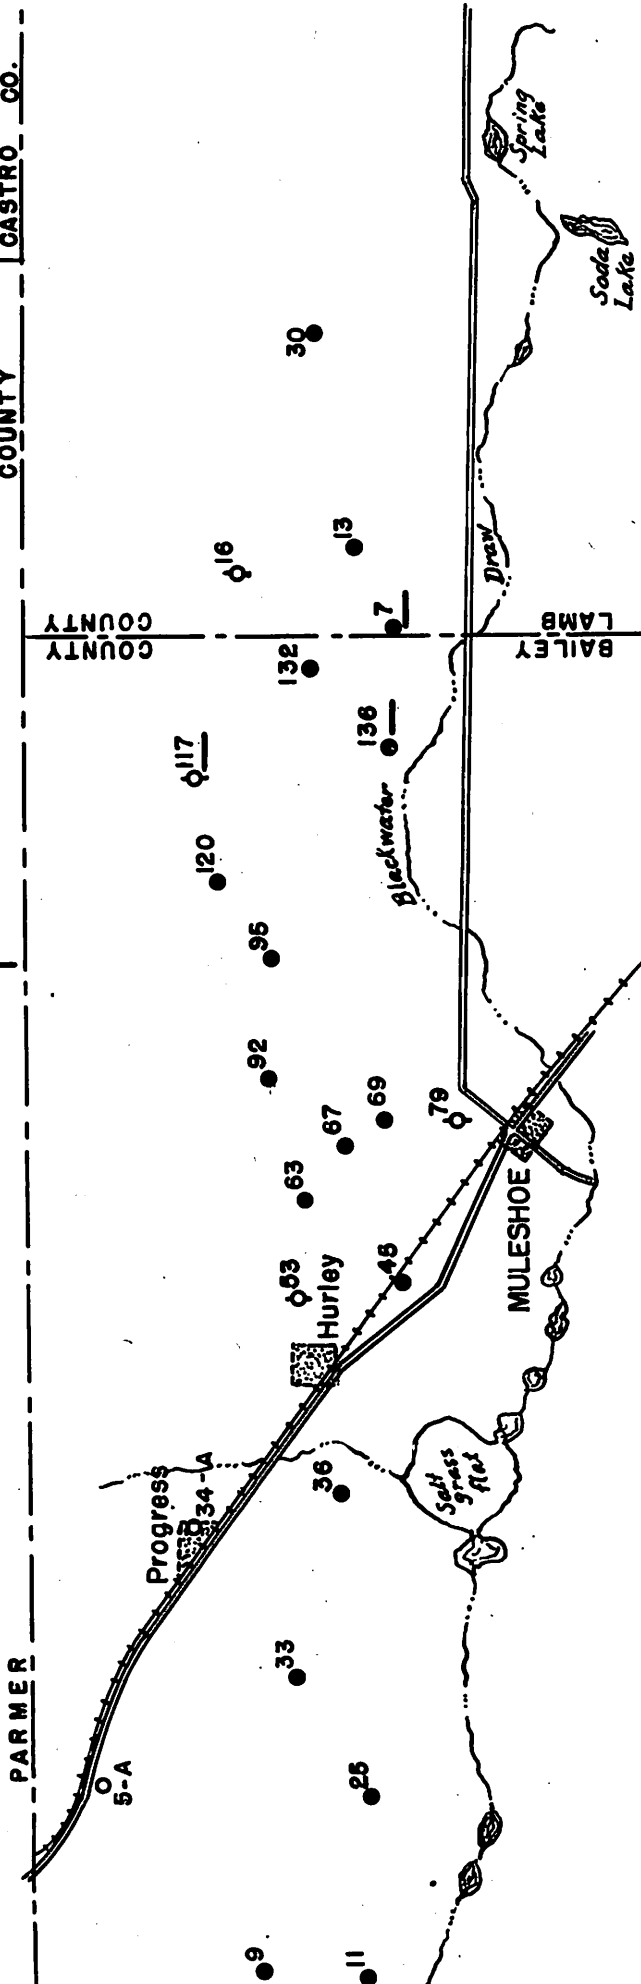 PARMER
COUNTY
CASTRO CO.
COUNTY
COUNTY
BAILEY
LAMB
9
11
5-A
25
33
Progress
34-A
36
Salt
grass
flat
Hurley
53
45
63
67
69
79
MULESHOE
92
95
120
117
Blackwater
136
132
7
16
13
Draw
30
Soda
Lake
Spring
Lake